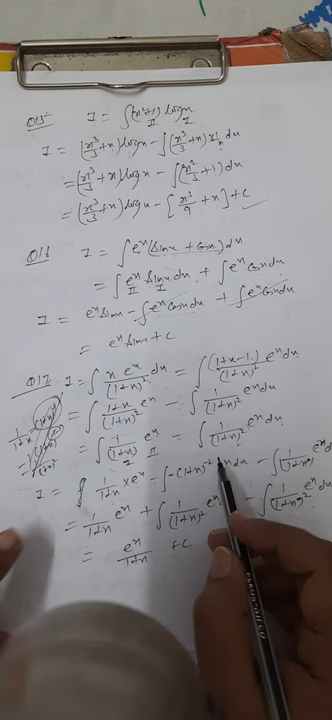 Q15 I = ∫(x²+1) log x
II I
I = (x³/3 + x) log x − ∫(x³/3 + x) × 1/x dx
= (x³/3 + x) log x − ∫(x²/3 + 1) dx
= (x³/3 + x) log x − [x³/9 + x] + C
Q16 I = ∫eˣ(sin x + cos x) dx
= ∫eˣ sin x dx + ∫eˣ cos x dx
II I
I = eˣ sin x − ∫eˣ cos x dx + ∫eˣ cos x dx
= eˣ sin x + C
Q17 I = ∫ x eˣ/(1+x)² dx = ∫ (1+x−1)/(1+x)² eˣ dx
= ∫ (1+x)/(1+x)² eˣ − ∫ 1/(1+x)² eˣ dx
= ∫ 1/(1+x) eˣ − ∫ 1/(1+x)² eˣ dx
I II
I = 1/(1+x) × eˣ − ∫ −(1+x)⁻² dx − ∫ 1/(1+x)² eˣ d
= 1/(1+x) eˣ + ∫ 1/(1+x)² eˣ − ∫ 1/(1+x)² eˣ dx
= eˣ/(1+x) + C